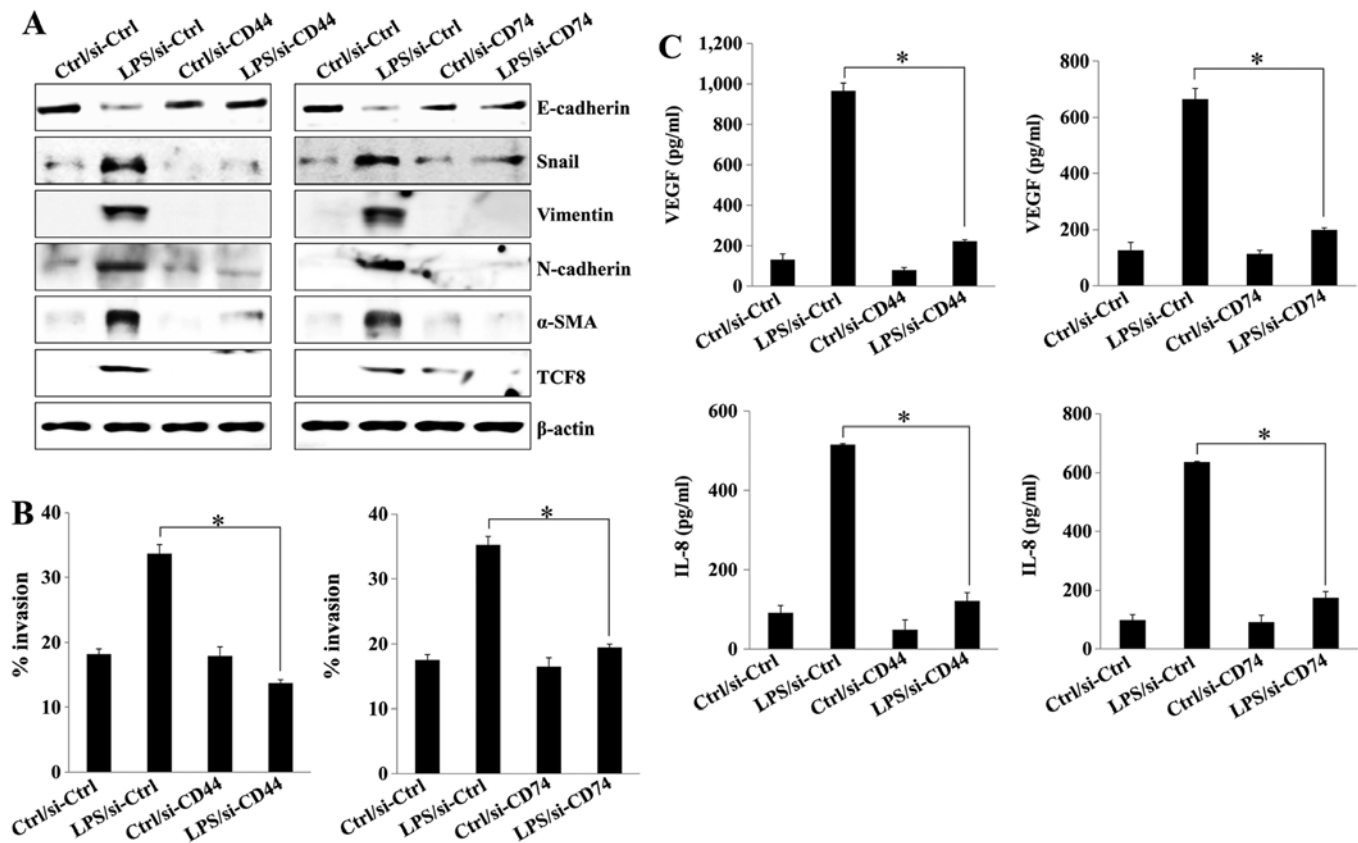 A
Ctrl/si-Ctrl
LPS/si-Ctrl
Ctrl/si-CD44
LPS/si-CD44
Ctrl/si-Ctrl
LPS/si-Ctrl
Ctrl/si-CD74
LPS/si-CD74
E-cadherin
Snail
Vimentin
N-cadherin
α-SMA
TCF8
β-actin
B
% invasion
40
30
20
10
0
*
Ctrl/si-Ctrl
LPS/si-Ctrl
Ctrl/si-CD44
LPS/si-CD44
% invasion
40
30
20
10
0
*
Ctrl/si-Ctrl
LPS/si-Ctrl
Ctrl/si-CD74
LPS/si-CD74
C
VEGF (pg/ml)
1,200
1,000
800
600
400
200
0
*
Ctrl/si-Ctrl
LPS/si-Ctrl
Ctrl/si-CD44
LPS/si-CD44
VEGF (pg/ml)
800
600
400
200
0
*
Ctrl/si-Ctrl
LPS/si-Ctrl
Ctrl/si-CD74
LPS/si-CD74
IL-8 (pg/ml)
600
400
200
0
*
Ctrl/si-Ctrl
LPS/si-Ctrl
Ctrl/si-CD44
LPS/si-CD44
IL-8 (pg/ml)
800
600
400
200
0
*
Ctrl/si-Ctrl
LPS/si-Ctrl
Ctrl/si-CD74
LPS/si-CD74